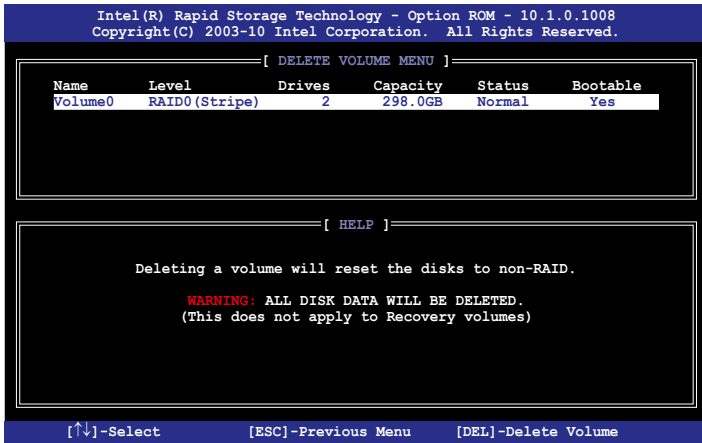 Intel(R) Rapid Storage Technology - Option ROM - 10.1.0.1008
Copyright(C) 2003-10 Intel Corporation. All Rights Reserved.
[ DELETE VOLUME MENU ]
Name Level Drives Capacity Status Bootable
Volume0 RAID0(Stripe) 2 298.0GB Normal Yes
[ HELP ]
Deleting a volume will reset the disks to non-RAID.
WARNING: ALL DISK DATA WILL BE DELETED.
(This does not apply to Recovery volumes)
[↑↓]-Select [ESC]-Previous Menu [DEL]-Delete Volume